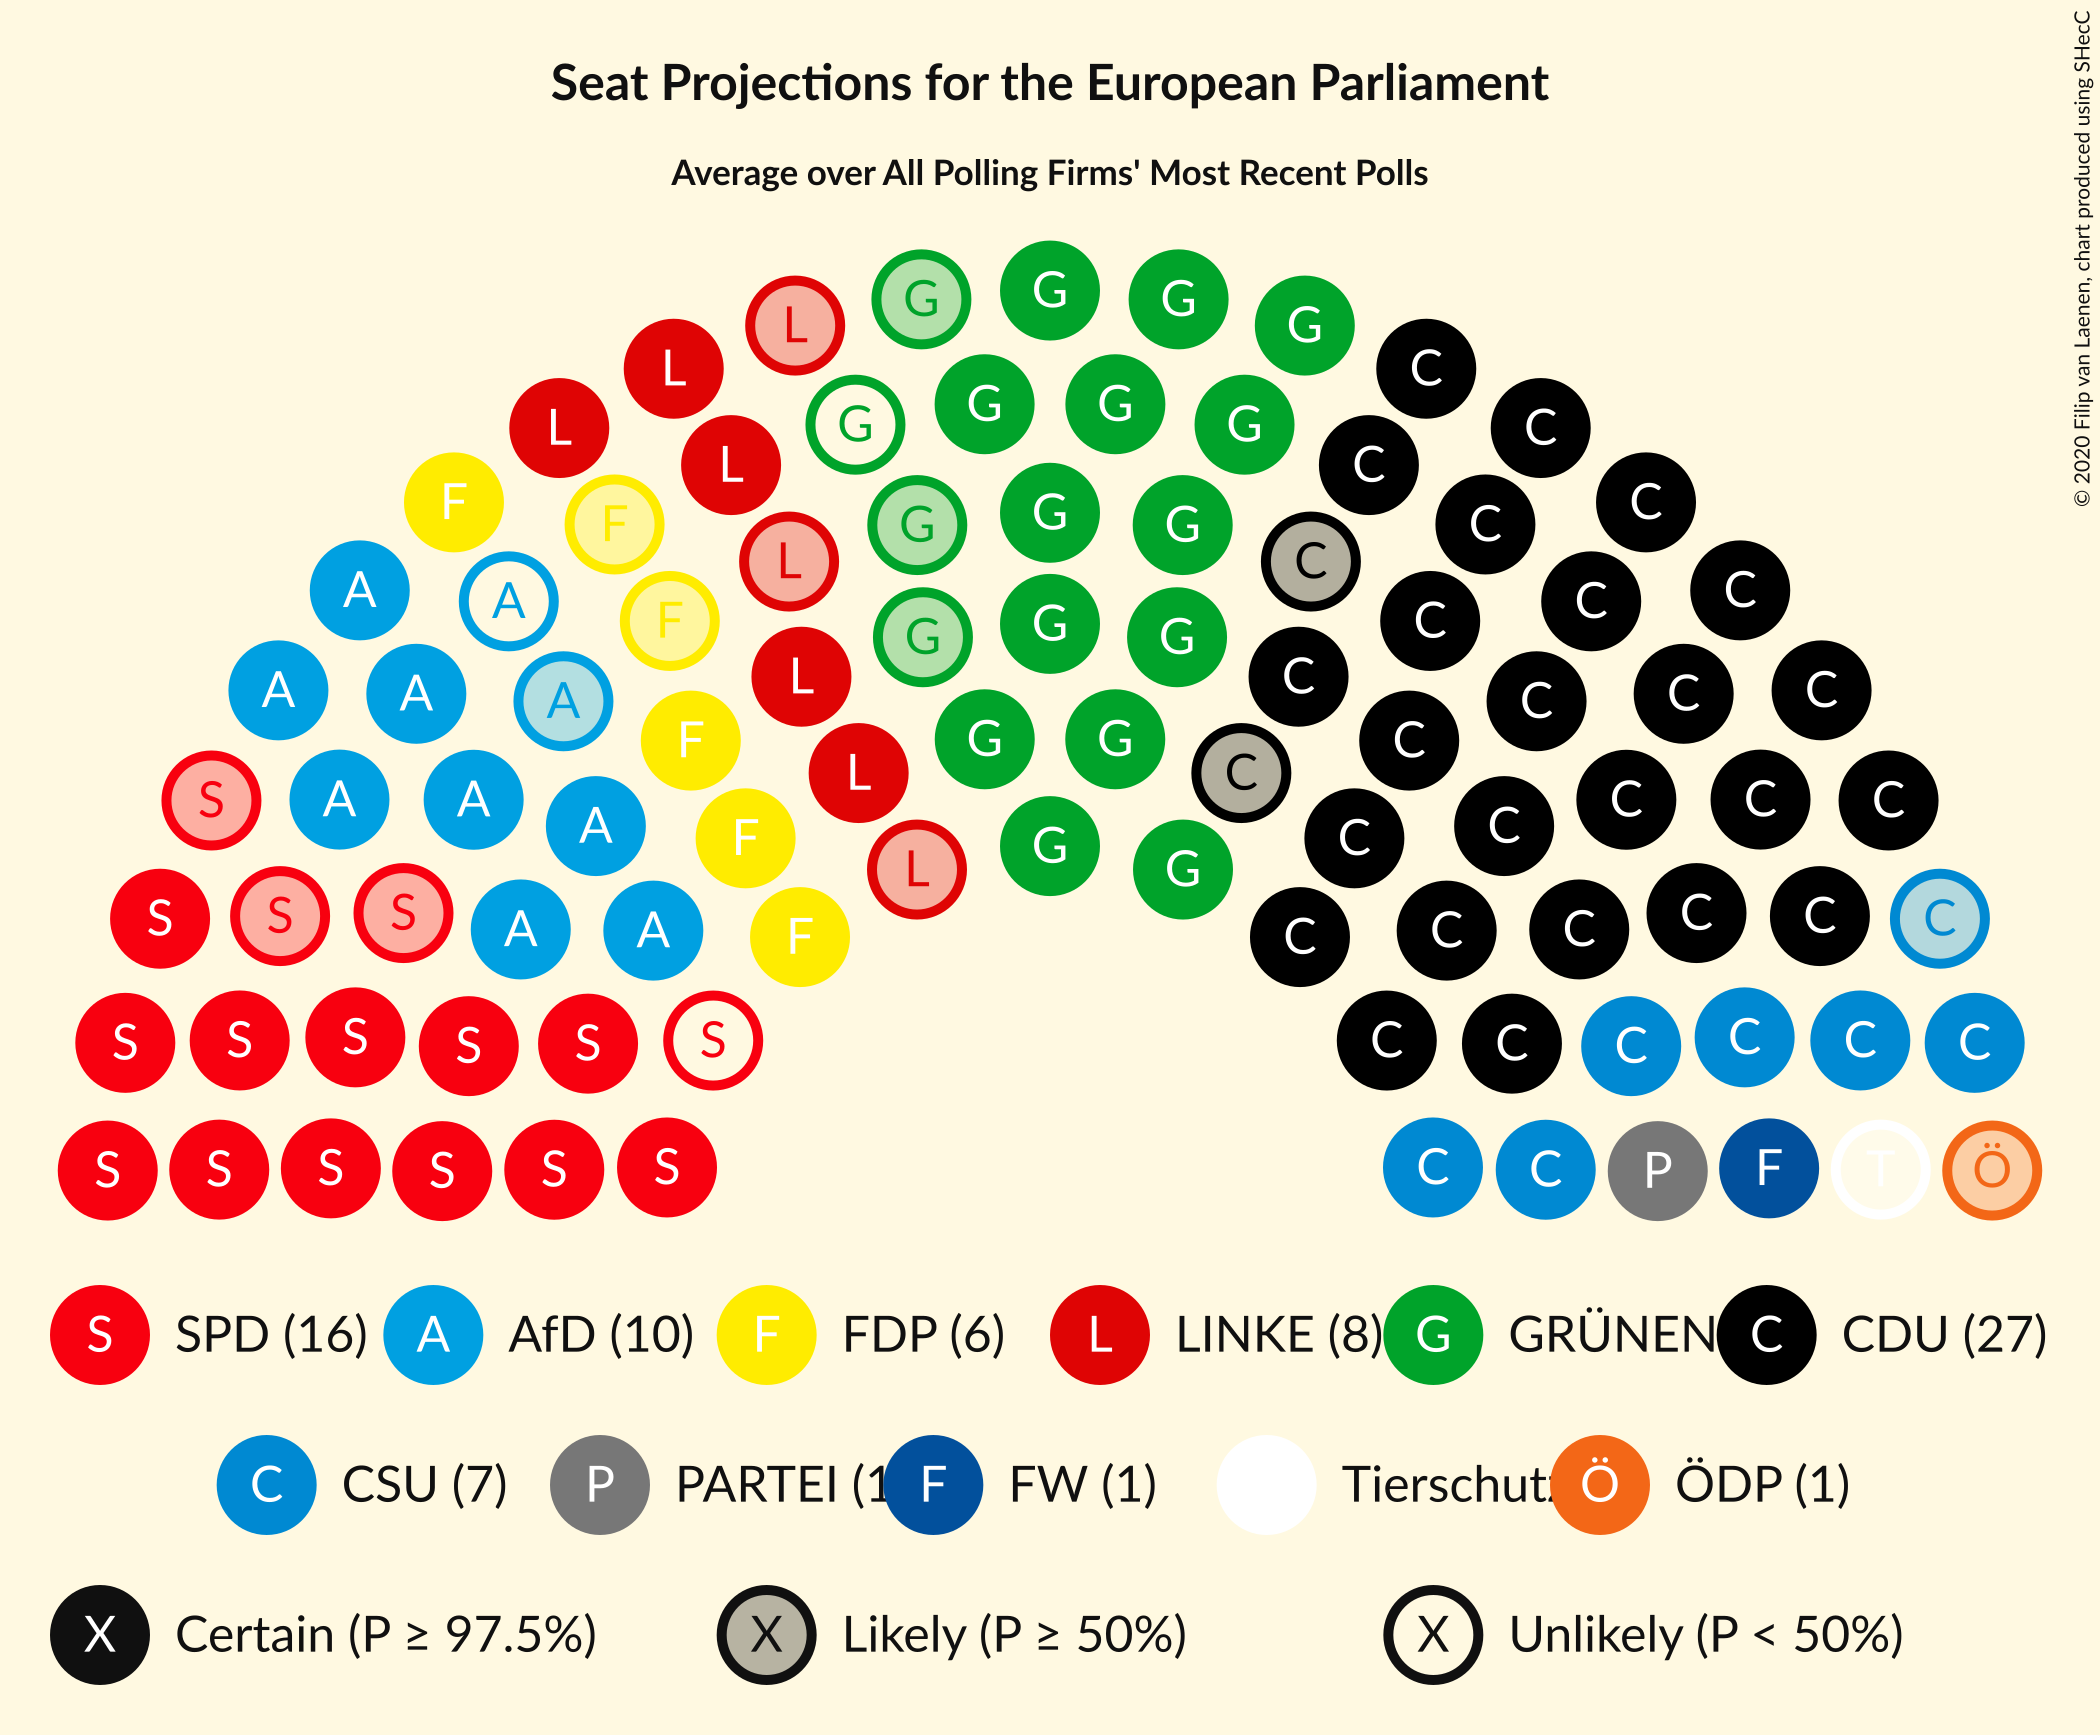 Seat Projections for the European Parliament
Average over All Polling Firms' Most Recent Polls
© 2020 Filip van Laenen, chart produced using SHecC
G G G G
L C
L G G G G C
L L C C
F F L G G G C C C
A A F L G G G C C C C
A A A F L G G C C C C
S A A A F L G G C C C C C C
S S S A A F L G G C C C C C C
S S S S S S C C C C C C
S S S S S S C C P F T Ö
S SPD (16) A AfD (10) F FDP (6) L LINKE (8) G GRÜNEN C CDU (27)
C CSU (7) P PARTEI (1 F FW (1) Tierschutz Ö ÖDP (1)
X Certain (P ≥ 97.5%) X Likely (P ≥ 50%) X Unlikely (P < 50%)